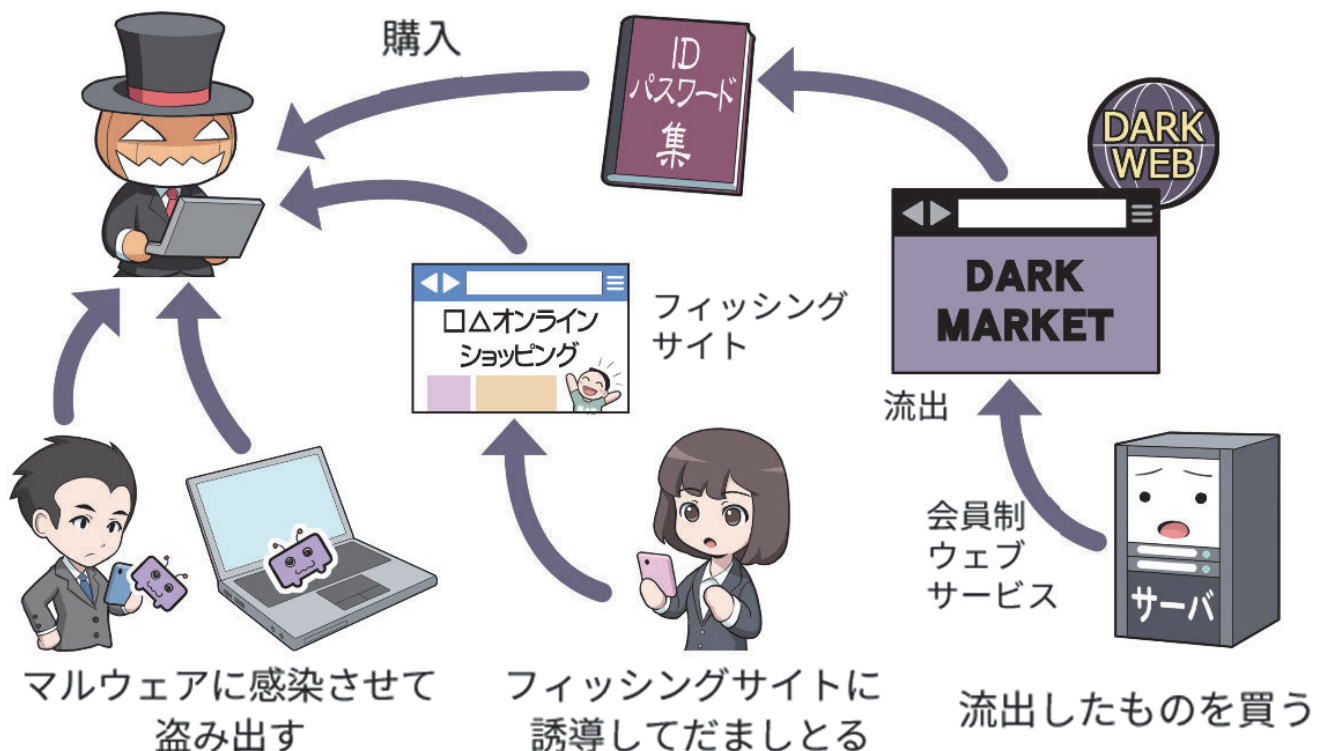 購入
ID
パスワード
集
DARK
WEB
DARK
MARKET
□△オンライン
ショッピング
フィッシング
サイト
流出
会員制
ウェブ
サービス
サーバ
マルウェアに感染させて
盗み出す
フィッシングサイトに
誘導してだましとる
流出したものを買う